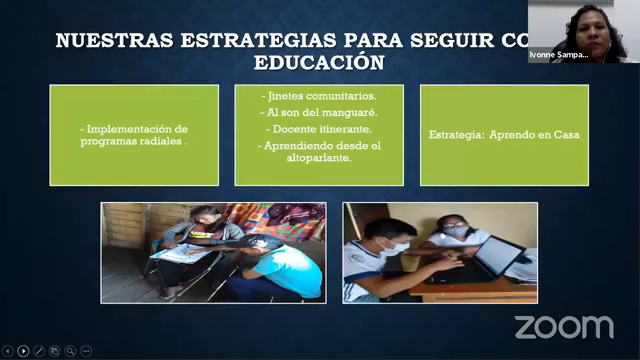 NUESTRAS ESTRATEGIAS PARA SEGUIR CO
EDUCACIÓN
Ivonne Sampa...
- Implementación de
programas radiales .
- Jinetes comunitarios.
- Al son del manguaré.
- Docente itinerante.
- Aprendiendo desde el
altoparlante.
Estrategia: Aprendo en Casa
zoom